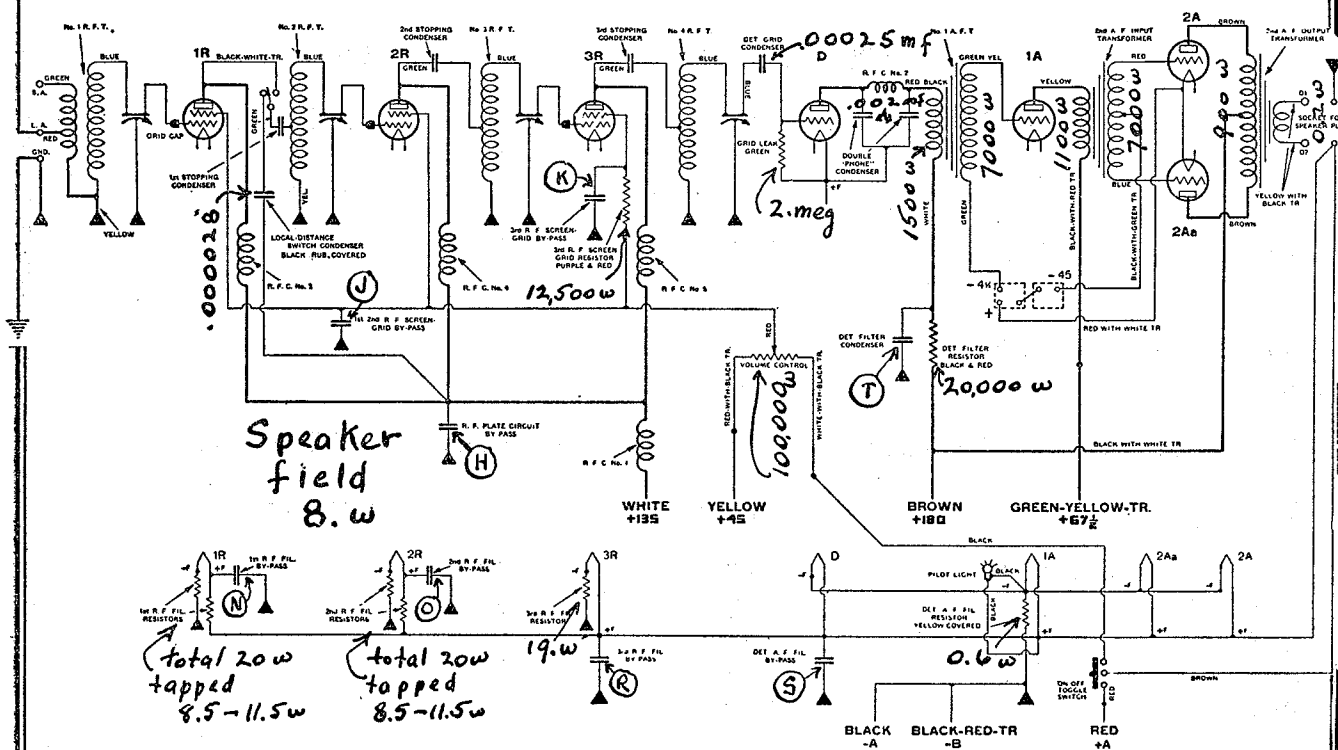 No. 1 R. F. T.
No. 2 R. F. T.
2nd STOPPING
CONDENSER
No 3 R.F.T.
3rd STOPPING
CONDENSER
No 4 R F T.
DET GRID
CONDENSER
.00025 mf
No 1 A. F T
2nd A F INPUT
TRANSFORMER
2A
BROWN
2nd A F OUTPUT
TRANSFORMER
BLUE
1R
BLACK-WHITE-TR.
BLUE
2R
GREEN
BLUE
3R
GREEN
BLUE
D
R F C No. 2
RED BLACK
GREEN YEL
1A
YELLOW
RED
GREEN
S.A.
L. A.
RED
GND.
GRID CAP
GREEN
1st STOPPING
CONDENSER
YEL
BLUE
GRID LEAK
GREEN
DOUBLE
"PHONE"
CONDENSER
+F
7000 ω
1100 ω
7000 ω
BLUE
01
SOCKET FO
SPEAKER PL
07
YELLOW WITH
BLACK TR
YELLOW
.000028
LOCAL-DISTANCE
SWITCH CONDENSER
BLACK RUB. COVERED
K
3rd R F SCREEN-
GRID BY-PASS
3rd R. F SCREEN
GRID RESISTOR
PURPLE & RED
2. meg
1500 ω
WHITE
GREEN
BLACK-WITH-RED TR
BLACK-WITH-GREEN TR
2Aa
BROWN
R. F C. No. 3
J
R. F C. No. 4
12,500 ω
R F C No 5
1st 2nd R F SCREEN-
GRID BY-PASS
-4½
-45
+
RED WITH WHITE TR
RED
VOLUME CONTROL
RED-WITH-BLACK TR.
100,000 ω
WHITE-WITH-BLACK TR.
DET FILTER
CONDENSER
T
DET FILTER
RESISTOR
BLACK & RED
20,000 ω
Speaker
field
8. ω
R. F. PLATE CIRCUIT
BY PASS
H
R F C No. 1
BLACK WITH WHITE TR
WHITE
+135
YELLOW
+45
BROWN
+180
GREEN-YELLOW-TR.
+67½
BLACK
1R
-F
+F
1st R F FIL
BY-PASS
N
2R
-F
+F
2nd R F FIL
BY-PASS
O
3R
-F
D
-F
PILOT LIGHT
BLACK
1A
2Aa
-F
2A
1st R F FIL.
RESISTORS
2nd R F FIL
RESISTORS
3rd R F FIL
RESISTOR
BLACK
DET A F FIL
RESISTOR
YELLOW COVERED
+F
+F
+F
+F
+F
total 20 ω
tapped
8.5-11.5 ω
total 20 ω
tapped
8.5-11.5 ω
19. ω
3rd R F FIL
BY PASS
R
DET A.F FIL
BY-PASS
S
0.6 ω
ON OFF
TOGGLE
SWITCH
RED
BROWN
BLACK
-A
BLACK-RED-TR
-B
RED
+A